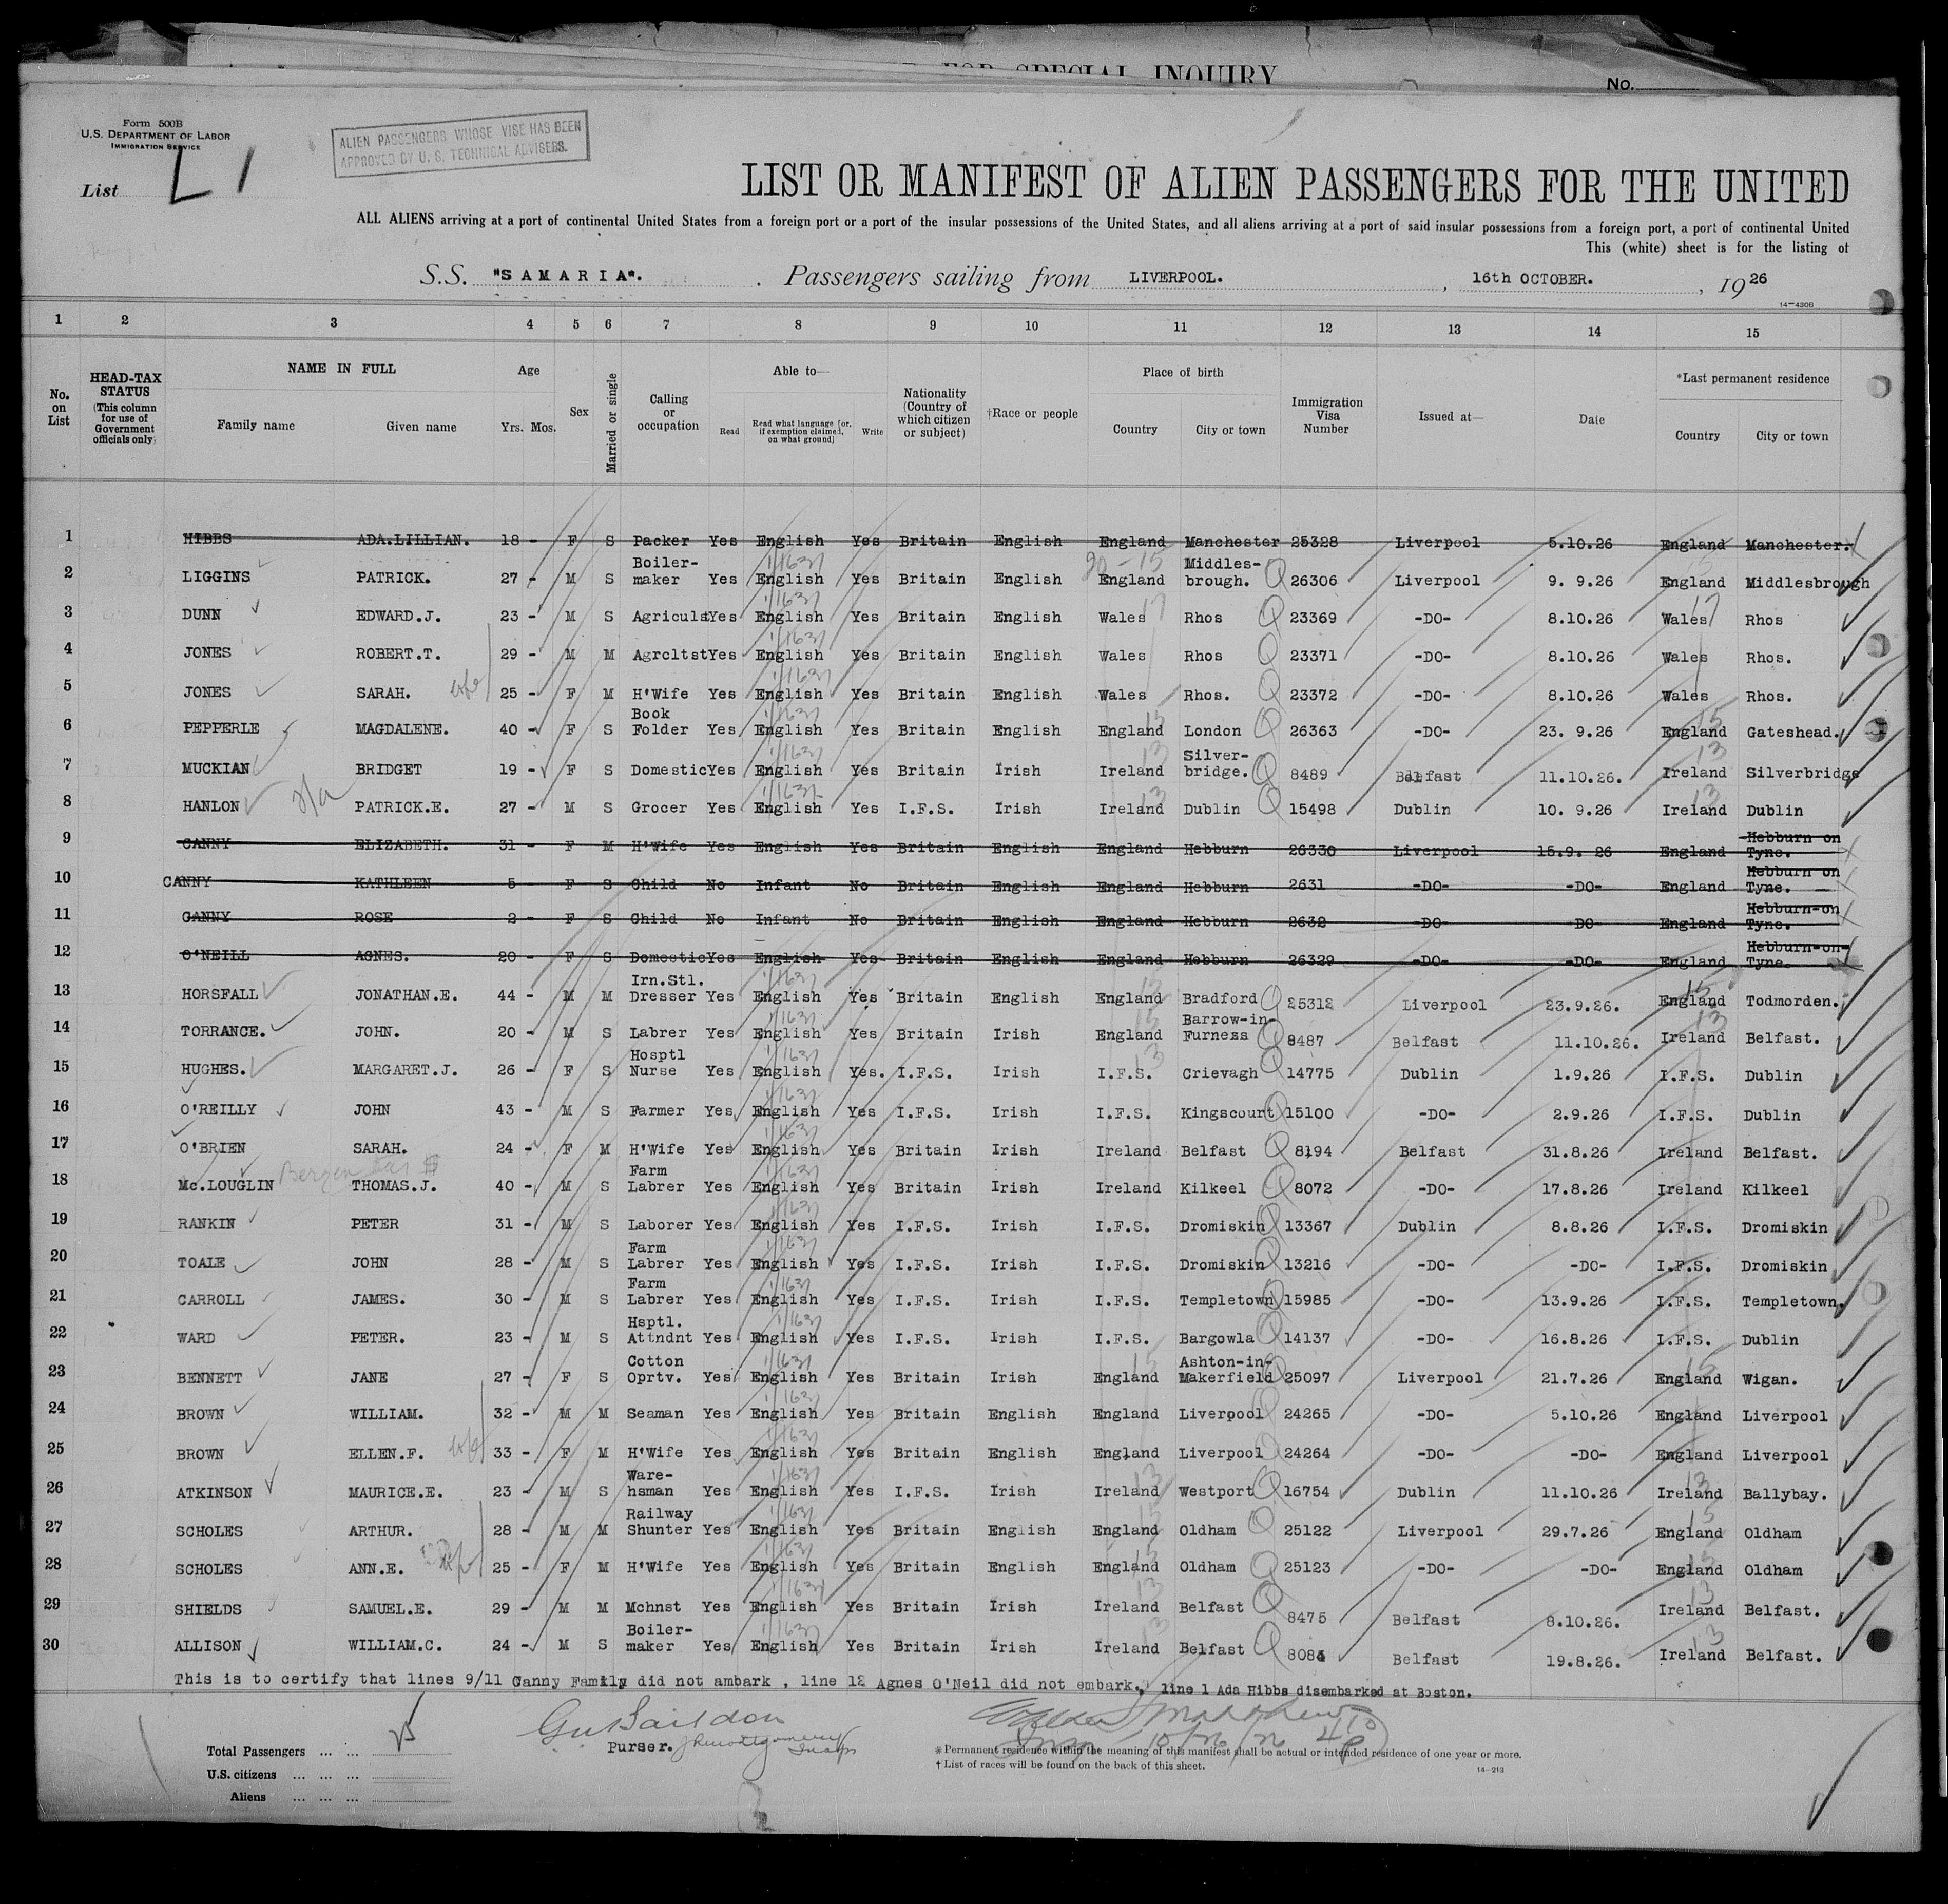 FOR SPECIAL INQUIRY
No.
Form 500B
U.S. DEPARTMENT OF LABOR
IMMIGRATION SERVICE
ALIEN PASSENGERS WHOSE VISE HAS BEEN
APPROVED BY U. S. TECHNICAL ADVISERS.
List L 1
LIST OR MANIFEST OF ALIEN PASSENGERS FOR THE UNITED
ALL ALIENS arriving at a port of continental United States from a foreign port or a port of the insular possessions of the United States, and all aliens arriving at a port of said insular possessions from a foreign port, a port of continental United
This (white) sheet is for the listing of
S.S. "SAMARIA". Passengers sailing from LIVERPOOL. , 16th OCTOBER. , 1926
14—4306
1 2 3 4 5 6 7 8 9 10 11 12 13 14 15
No. on List
HEAD-TAX STATUS (This column for use of Government officials only)
NAME IN FULL
Family name Given name
Age
Yrs. Mos.
Sex
Married or single
Calling or occupation
Able to—
Read
Read what language (or, if exemption claimed, on what ground)
Write
Nationality (Country of which citizen or subject)
†Race or people
Place of birth
Country City or town
Immigration Visa Number
Issued at—
Date
*Last permanent residence
Country City or town
1 HIBBS ADA.LILLIAN. 18 - F S Packer Yes English Yes Britain English England Manchester 25328 Liverpool 5.10.26 England Manchester.
2 LIGGINS PATRICK. 27 - M S Boiler-maker Yes English Yes Britain English England Middles-brough. 26306 Liverpool 9. 9.26 England Middlesbrough
3 DUNN EDWARD.J. 23 - M S Agriculst Yes English Yes Britain English Wales Rhos 23369 -DO- 8.10.26 Wales Rhos
4 JONES ROBERT.T. 29 - M M Agrcltst Yes English Yes Britain English Wales Rhos 23371 -DO- 8.10.26 Wales Rhos.
5 JONES SARAH. wife 25 - F M H'Wife Yes English Yes Britain English Wales Rhos. 23372 -DO- 8.10.26 Wales Rhos.
6 PEPPERLE MAGDALENE. 40 - F S Book Folder Yes English Yes Britain English England London 26363 -DO- 23. 9.26 England Gateshead.
7 MUCKIAN BRIDGET 19 - F S Domestic Yes English Yes Britain Irish Ireland Silver-bridge. 8489 Belfast 11.10.26. Ireland Silverbridge
8 HANLON PATRICK.E. 27 - M S Grocer Yes English Yes I.F.S. Irish Ireland Dublin 15498 Dublin 10. 9.26 Ireland Dublin
9 CANNY ELIZABETH. 31 - F M H'Wife Yes English Yes Britain English England Hebburn 26330 Liverpool 15.9. 26 England Hebburn on Tyne.
10 CANNY KATHLEEN 5 - F S Child No Infant No Britain English England Hebburn 2631 -DO- -DO- England Hebburn on Tyne.
11 CANNY ROSE 2 - F S Child No Infant No Britain English England Hebburn 2632 -DO- -DO- England Hebburn-on Tyne.
12 O'NEILL AGNES. 20 - F S Domestic Yes English Yes Britain English England Hebburn 26329 -DO- -DO- England Hebburn-on-Tyne.
13 HORSFALL JONATHAN.E. 44 - M M Irn.Stl. Dresser Yes English Yes Britain English England Bradford 25312 Liverpool 23.9.26. England Todmorden.
14 TORRANCE. JOHN. 20 - M S Labrer Yes English Yes Britain Irish England Barrow-in-Furness 8487 Belfast 11.10.26. Ireland Belfast.
15 HUGHES. MARGARET.J. 26 - F S Hosptl Nurse Yes English Yes. I.F.S. Irish I.F.S. Crievagh 14775 Dublin 1.9.26 I.F.S. Dublin
16 O'REILLY JOHN 43 - M S Farmer Yes English Yes I.F.S. Irish I.F.S. Kingscourt 15100 -DO- 2.9.26 I.F.S. Dublin
17 O'BRIEN SARAH. 24 - F M H'Wife Yes English Yes Britain Irish Ireland Belfast 8194 Belfast 31.8.26 Ireland Belfast.
18 Mc.LOUGLIN THOMAS.J. 40 - M S Farm Labrer Yes English Yes Britain Irish Ireland Kilkeel 8072 -DO- 17.8.26 Ireland Kilkeel
19 RANKIN PETER 31 - M S Laborer Yes English Yes I.F.S. Irish I.F.S. Dromiskin 13367 Dublin 8.8.26 I.F.S. Dromiskin
20 TOALE JOHN 28 - M S Farm Labrer Yes English Yes I.F.S. Irish I.F.S. Dromiskin 13216 -DO- -DO- I.F.S. Dromiskin
21 CARROLL JAMES. 30 - M S Farm Labrer Yes English Yes I.F.S. Irish I.F.S. Templetown 15985 -DO- 13.9.26 I.F.S. Templetown.
22 WARD PETER. 23 - M S Hsptl. Attndnt Yes English Yes I.F.S. Irish I.F.S. Bargowla 14137 -DO- 16.8.26 I.F.S. Dublin
23 BENNETT JANE 27 - F S Cotton Oprtv. Yes English Yes Britain Irish England Ashton-in-Makerfield 25097 Liverpool 21.7.26 England Wigan.
24 BROWN WILLIAM. 32 - M M Seaman Yes English Yes Britain English England Liverpool 24265 -DO- 5.10.26 England Liverpool
25 BROWN ELLEN.F. wife 33 - F M H'Wife Yes English Yes Britain English England Liverpool 24264 -DO- -DO- England Liverpool
26 ATKINSON MAURICE.E. 23 - M S Ware-hsman Yes English Yes I.F.S. Irish Ireland Westport 16754 Dublin 11.10.26 Ireland Ballybay.
27 SCHOLES ARTHUR. 28 - M M Railway Shunter Yes English Yes Britain English England Oldham 25122 Liverpool 29.7.26 England Oldham
28 SCHOLES ANN.E. wife 25 - F M H'Wife Yes English Yes Britain English England Oldham 25123 -DO- -DO- England Oldham
29 SHIELDS SAMUEL.E. 29 - M M Mchnst Yes English Yes Britain Irish Ireland Belfast 8475 Belfast 8.10.26. Ireland Belfast.
30 ALLISON WILLIAM.C. 24 - M S Boiler-maker Yes English Yes Britain Irish Ireland Belfast 8084 Belfast 19.8.26. Ireland Belfast.
This is to certify that lines 9/11 Canny Family did not ambark , line 12 Agnes O'Neil did not embark., line 1 Ada Hibbs disembarked at Boston.
Purser.
Total Passengers ... ... 25
U.S. citizens ... ... ...
Aliens ... ... ...
* Permanent residence within the meaning of this manifest shall be actual or intended residence of one year or more.
† List of races will be found on the back of this sheet.
14—213